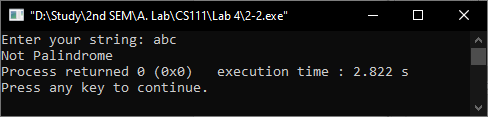 "D:\Study\2nd SEM\A. Lab\CS111\Lab 4\2-2.exe"
Enter your string: abc
Not Palindrome
Process returned 0 (0x0)   execution time : 2.822 s
Press any key to continue.